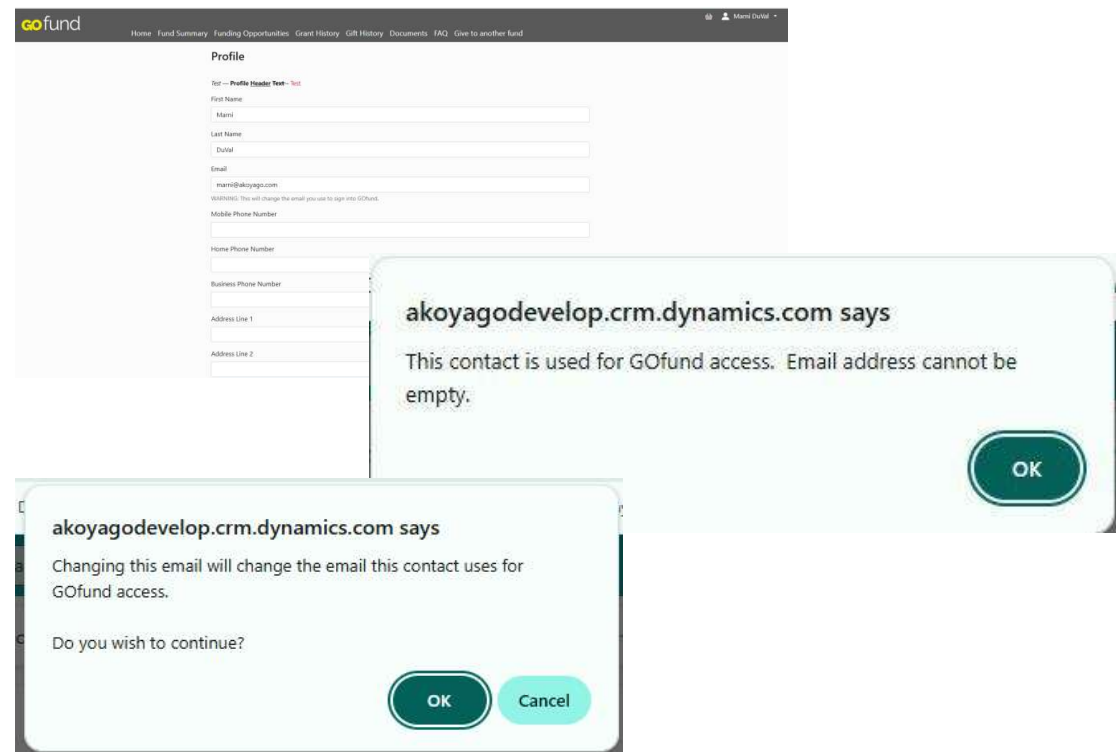 GOfund
Marni DuVal
Home Fund Summary Funding Opportunities Grant History Gift History Documents FAQ Give to another fund
Profile
Test --- Profile Header Text-- Test
First Name
Marni
Last Name
DuVal
Email
marni@akoyago.com
WARNING: This will change the email you use to sign into GOfund.
Mobile Phone Number
Home Phone Number
Business Phone Number
Address Line 1
Address Line 2
akoyagodevelop.crm.dynamics.com says
This contact is used for GOfund access. Email address cannot be
empty.
OK
akoyagodevelop.crm.dynamics.com says
Changing this email will change the email this contact uses for
GOfund access.
Do you wish to continue?
OK Cancel